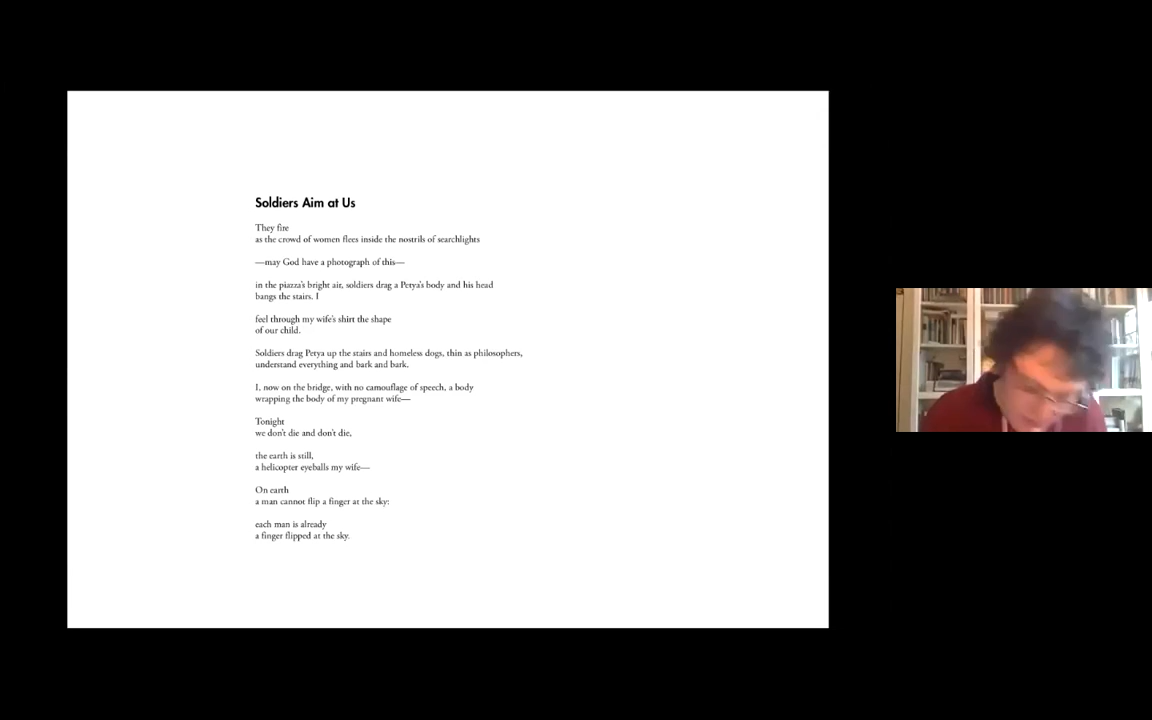 Soldiers Aim at Us
They fire
as the crowd of women flees inside the nostrils of searchlights
—may God have a photograph of this—
in the piazza's bright air, soldiers drag a Petya's body and his head
bangs the stairs. I
feel through my wife's shirt the shape
of our child.
Soldiers drag Petya up the stairs and homeless dogs, thin as philosophers,
understand everything and bark and bark.
I, now on the bridge, with no camouflage of speech, a body
wrapping the body of my pregnant wife—
Tonight
we don't die and don't die,
the earth is still,
a helicopter eyeballs my wife—
On earth
a man cannot flip a finger at the sky:
each man is already
a finger flipped at the sky.